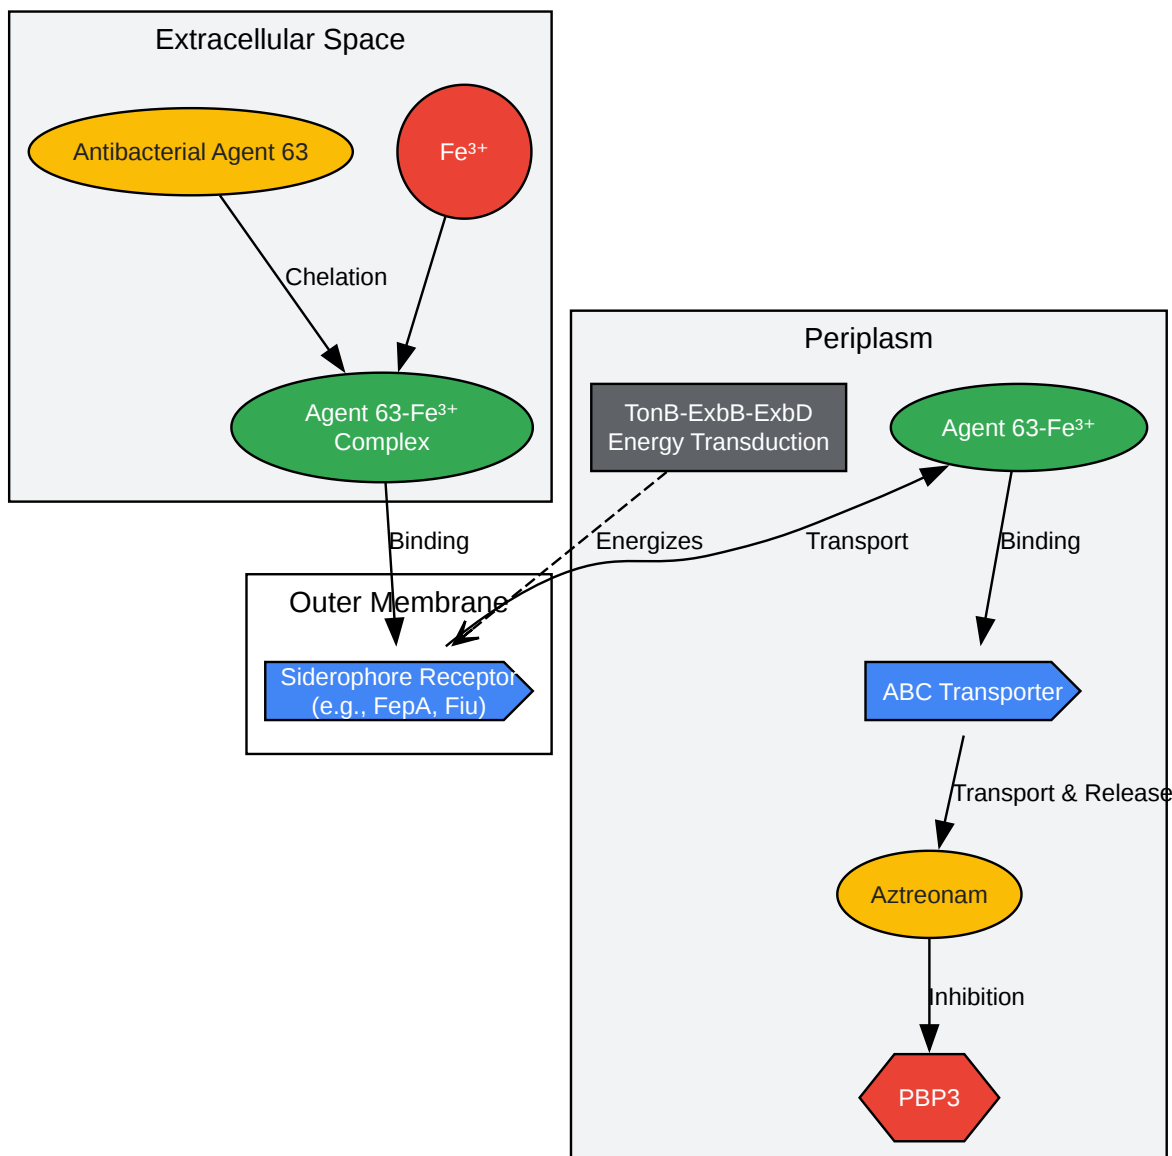 Extracellular Space
Antibacterial Agent 63
Fe³⁺
Chelation
Agent 63-Fe³⁺
Complex
Periplasm
TonB-ExbB-ExbD
Energy Transduction
Agent 63-Fe³⁺
Binding
Energizes
Transport
Binding
Outer Membrane
Siderophore Receptor
(e.g., FepA, Fiu)
ABC Transporter
Transport & Release
Aztreonam
Inhibition
PBP3